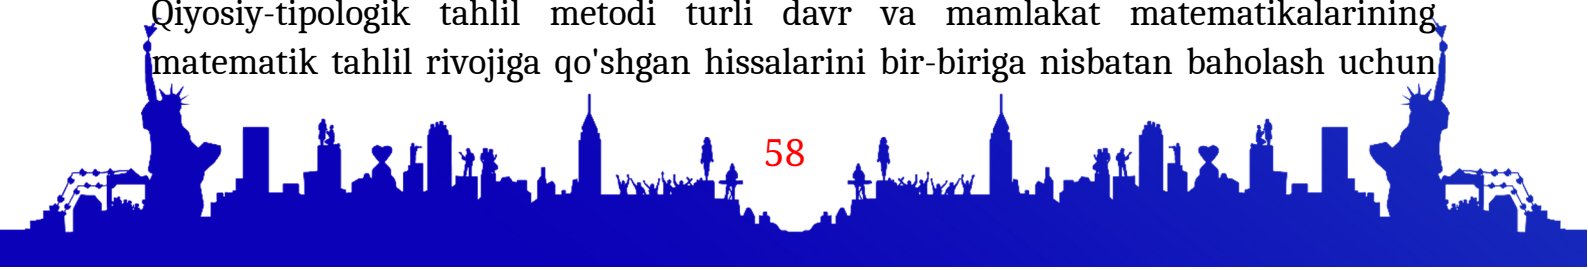 Qiyosiy-tipologik tahlil metodi turli davr va mamlakat matematikalarining
matematik tahlil rivojiga qo'shgan hissalarini bir-biriga nisbatan baholash uchun
58